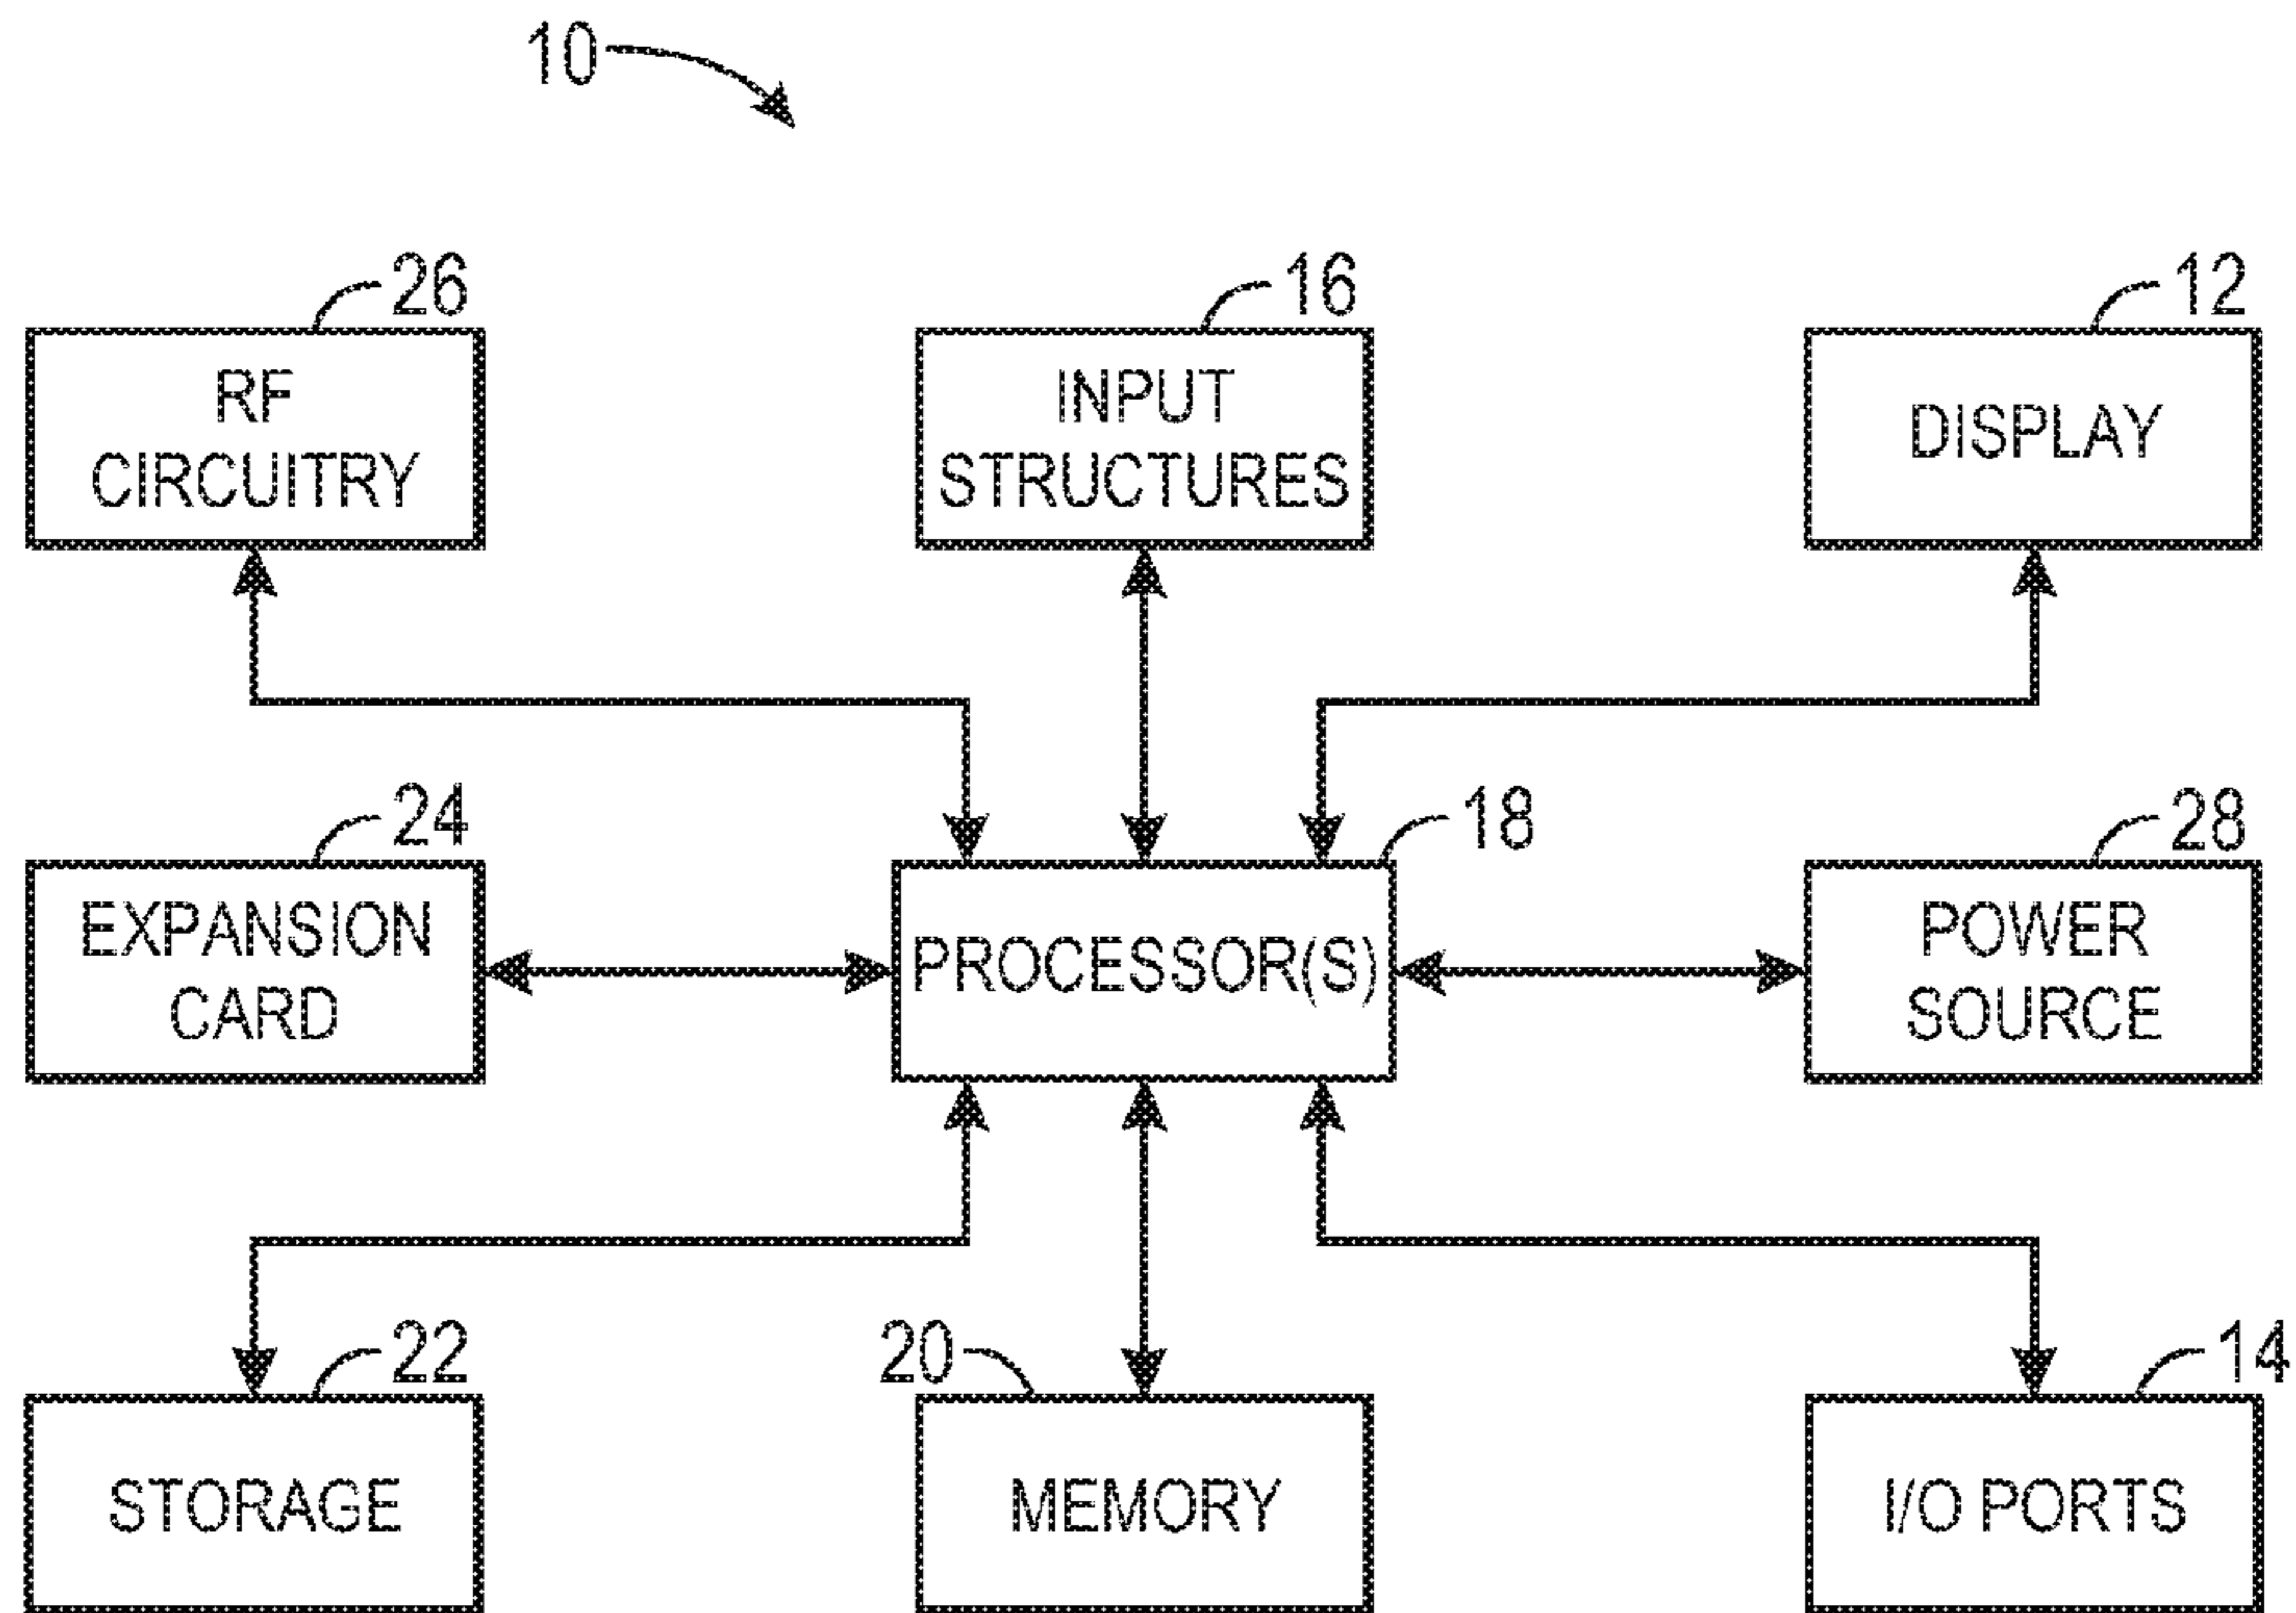 10
26
16
12
RF
CIRCUITRY
INPUT
STRUCTURES
DISPLAY
24
18
28
EXPANSION
CARD
PROCESSOR(S)
POWER
SOURCE
22
20
14
STORAGE
MEMORY
I/O PORTS